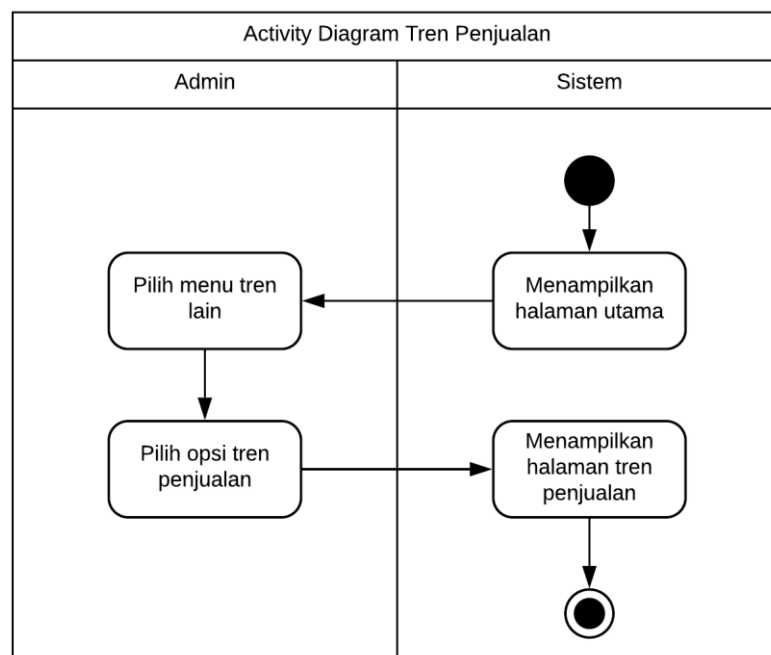 Activity Diagram Tren Penjualan
Admin
Sistem
Pilih menu tren
lain
Menampilkan
halaman utama
Pilih opsi tren
penjualan
Menampilkan
halaman tren
penjualan